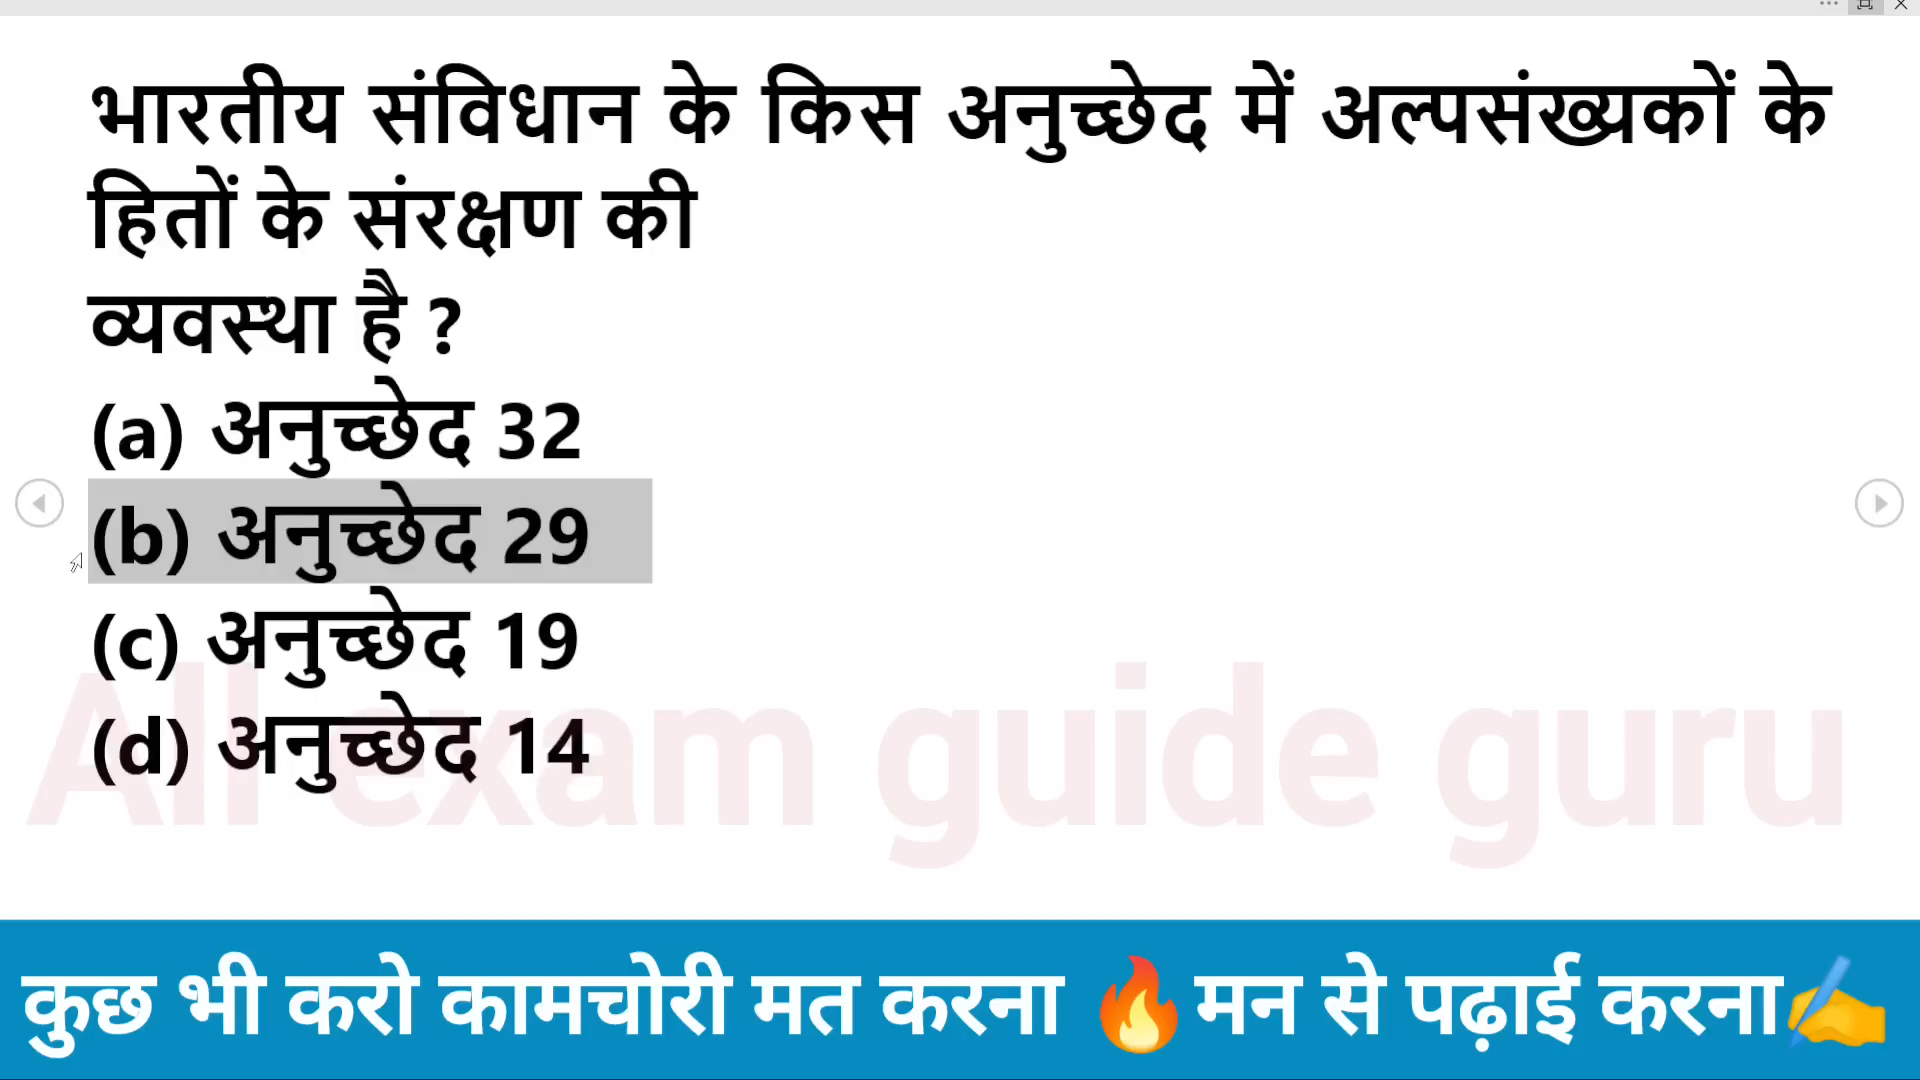 भारतीय संविधान के किस अनुच्छेद में अल्पसंख्यकों के
हितों के संरक्षण की
व्यवस्था है ?
(a) अनुच्छेद 32
(b) अनुच्छेद 29
(c) अनुच्छेद 19
(d) अनुच्छेद 14
All exam guide guru
कुछ भी करो कामचोरी मत करना 🔥मन से पढ़ाई करना✍️